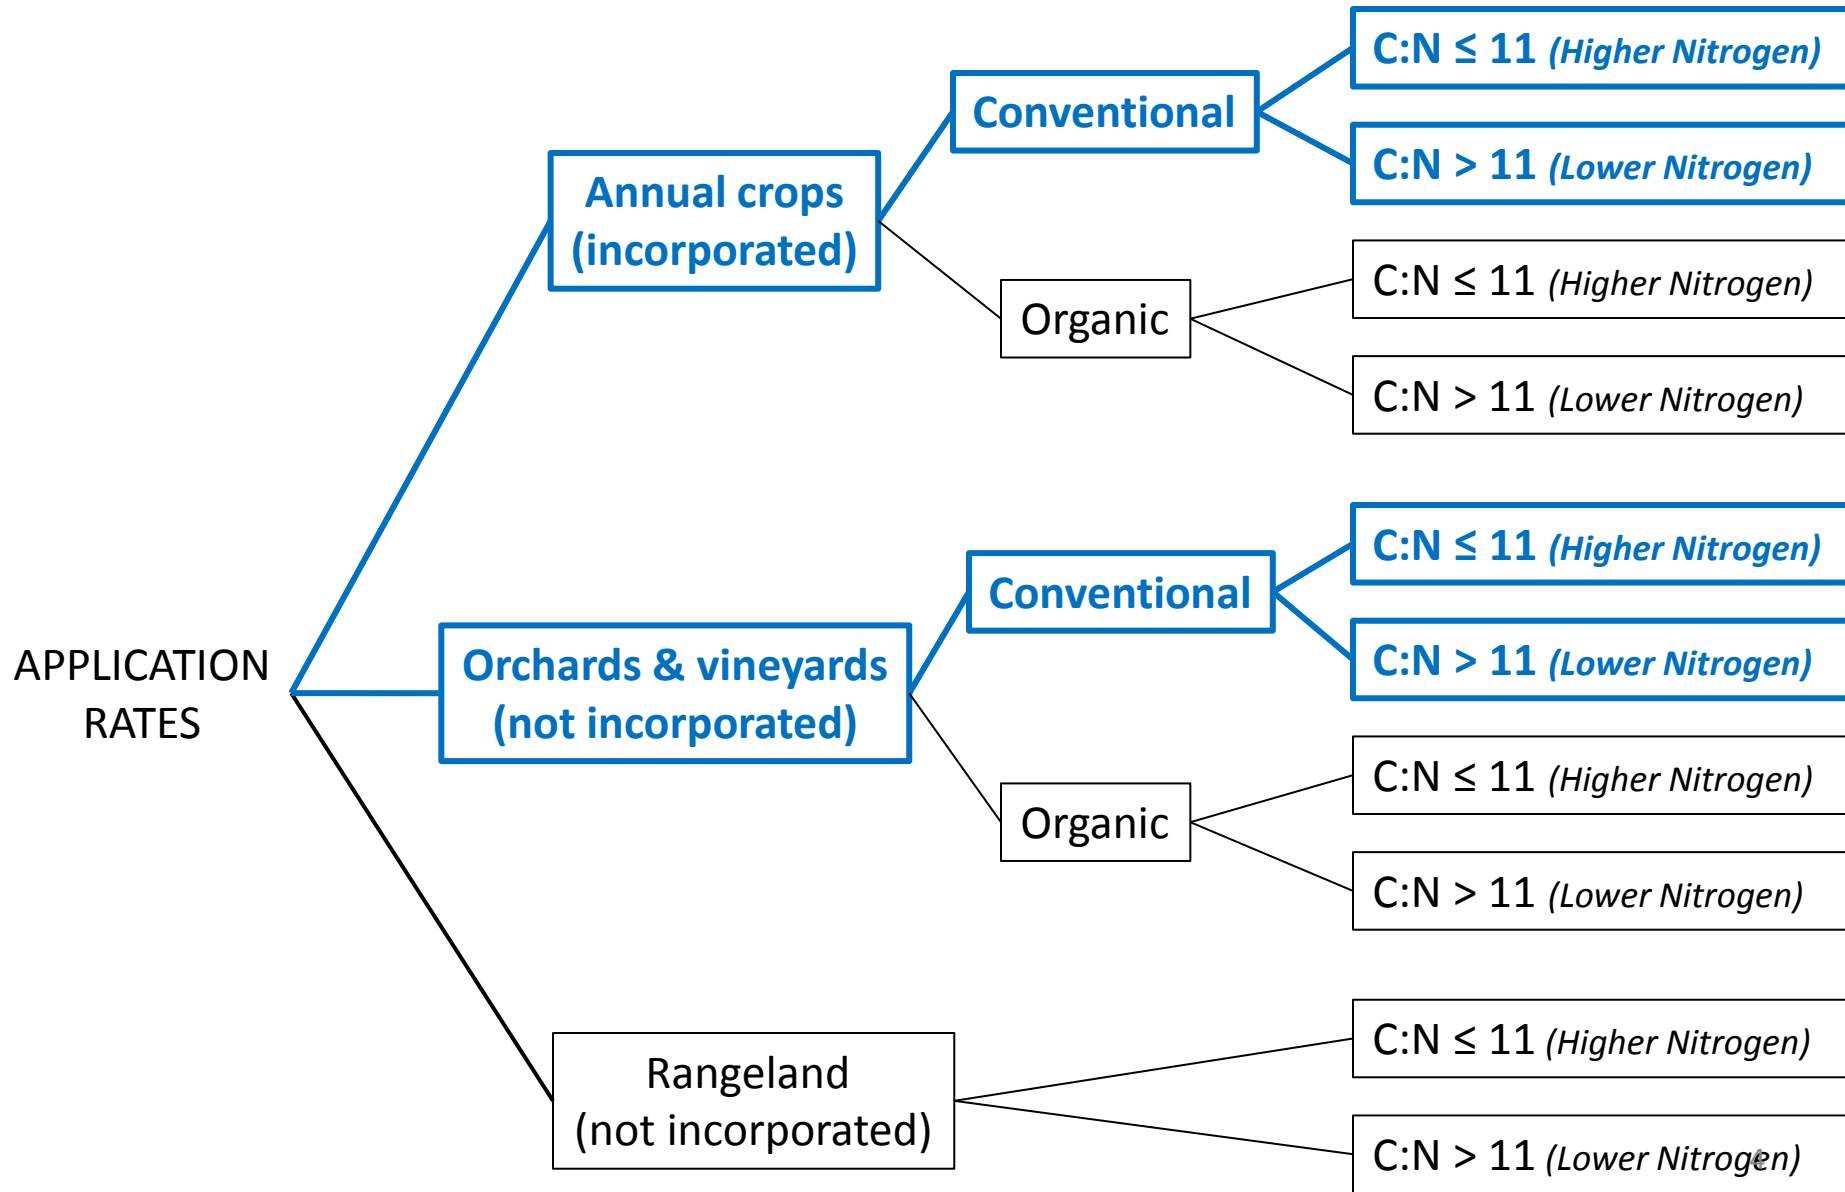 APPLICATION
RATES
Annual crops
(incorporated)
Conventional
C:N ≤ 11 (Higher Nitrogen)
C:N > 11 (Lower Nitrogen)
Organic
C:N ≤ 11 (Higher Nitrogen)
C:N > 11 (Lower Nitrogen)
Orchards & vineyards
(not incorporated)
Conventional
C:N ≤ 11 (Higher Nitrogen)
C:N > 11 (Lower Nitrogen)
Organic
C:N ≤ 11 (Higher Nitrogen)
C:N > 11 (Lower Nitrogen)
Rangeland
(not incorporated)
C:N ≤ 11 (Higher Nitrogen)
C:N > 11 (Lower Nitrogen)
4